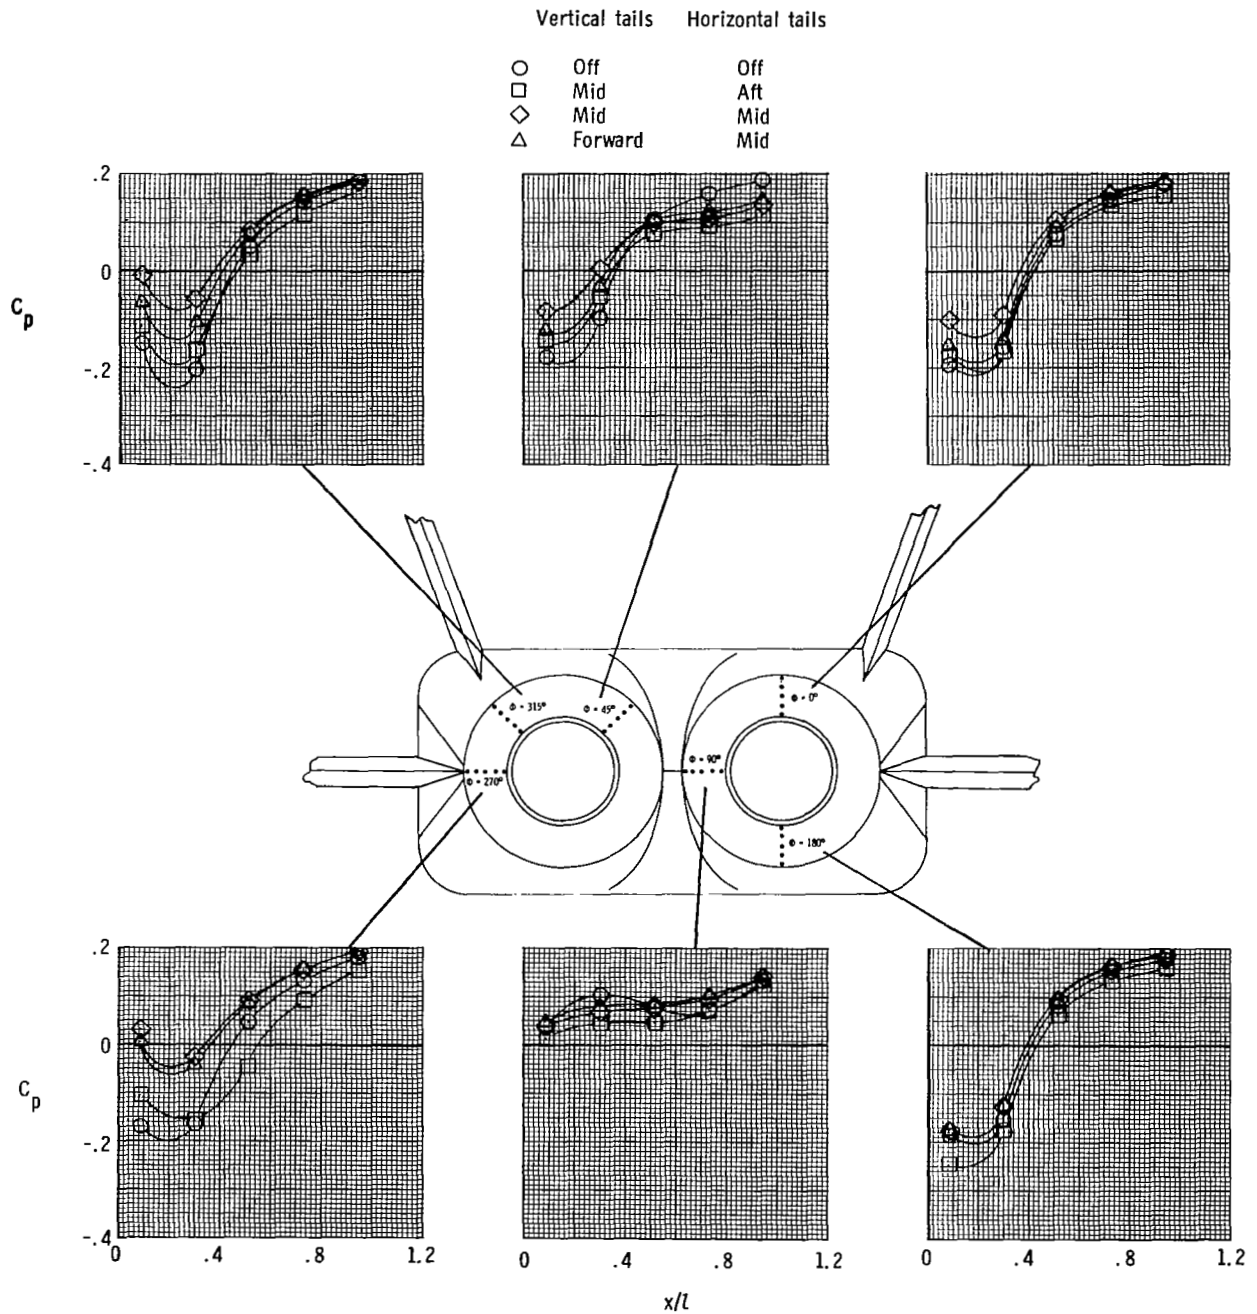 Vertical tails Horizontal tails
Off Off
Mid Aft
Mid Mid
Forward Mid
.2
0
-.2
-.4
Cp
Φ = 315°
Φ = 45°
Φ = 0°
Φ = 270°
Φ = 90°
Φ = 180°
.2
0
-.2
-.4
Cp
0 .4 .8 1.2 0 .4 .8 1.2 0 .4 .8 1.2
x/l